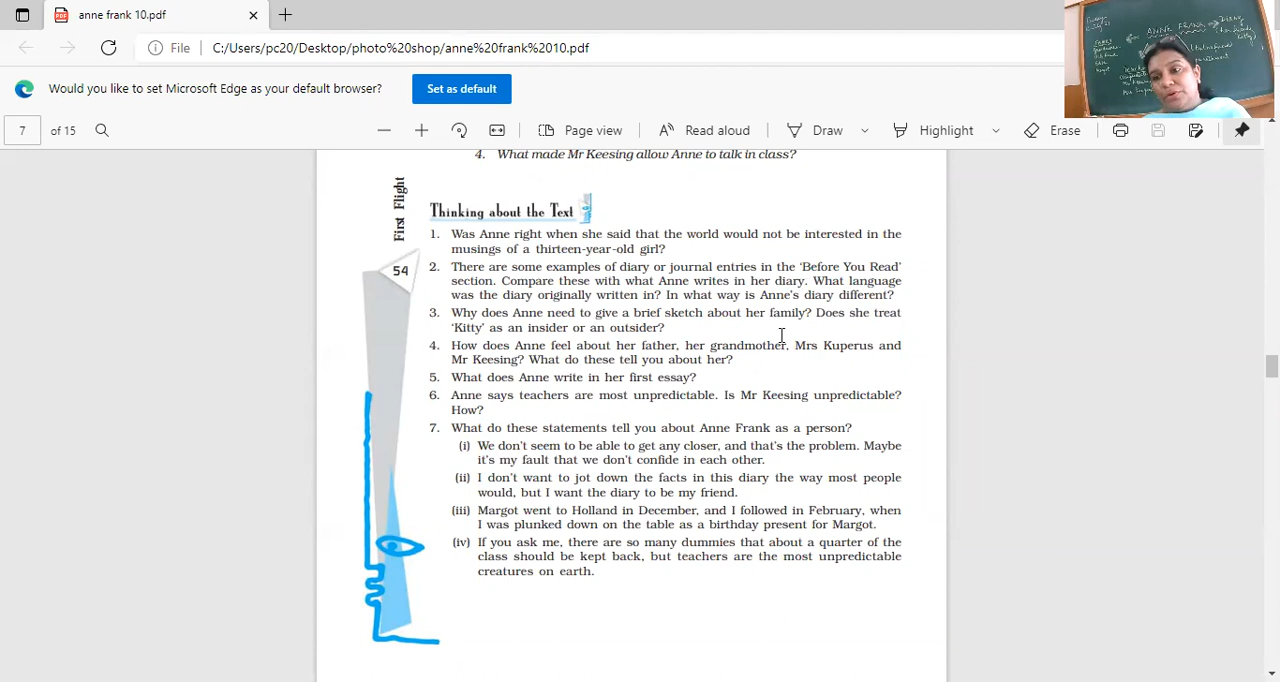 anne frank 10.pdf
File
C:/Users/pc20/Desktop/photo%20shop/anne%20frank%2010.pdf
Would you like to set Microsoft Edge as your default browser?
Set as default
7 of 15
Page view
Read aloud
Draw
Highlight
Erase
ANNE FRANK
4. What made Mr Keesing allow Anne to talk in class?
First Flight
54
Thinking about the Text
1. Was Anne right when she said that the world would not be interested in the
musings of a thirteen-year-old girl?
2. There are some examples of diary or journal entries in the ‘Before You Read’
section. Compare these with what Anne writes in her diary. What language
was the diary originally written in? In what way is Anne’s diary different?
3. Why does Anne need to give a brief sketch about her family? Does she treat
‘Kitty’ as an insider or an outsider?
4. How does Anne feel about her father, her grandmother, Mrs Kuperus and
Mr Keesing? What do these tell you about her?
5. What does Anne write in her first essay?
6. Anne says teachers are most unpredictable. Is Mr Keesing unpredictable?
How?
7. What do these statements tell you about Anne Frank as a person?
(i) We don’t seem to be able to get any closer, and that’s the problem. Maybe
it’s my fault that we don’t confide in each other.
(ii) I don’t want to jot down the facts in this diary the way most people
would, but I want the diary to be my friend.
(iii) Margot went to Holland in December, and I followed in February, when
I was plunked down on the table as a birthday present for Margot.
(iv) If you ask me, there are so many dummies that about a quarter of the
class should be kept back, but teachers are the most unpredictable
creatures on earth.